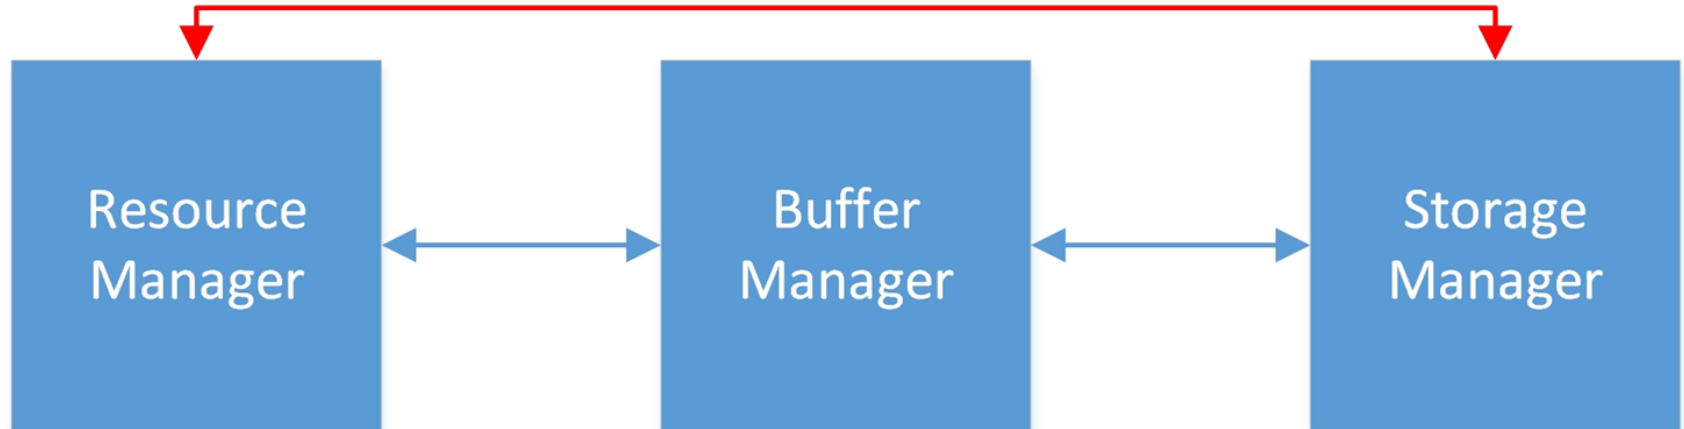 Resource
Manager
Buffer
Manager
Storage
Manager